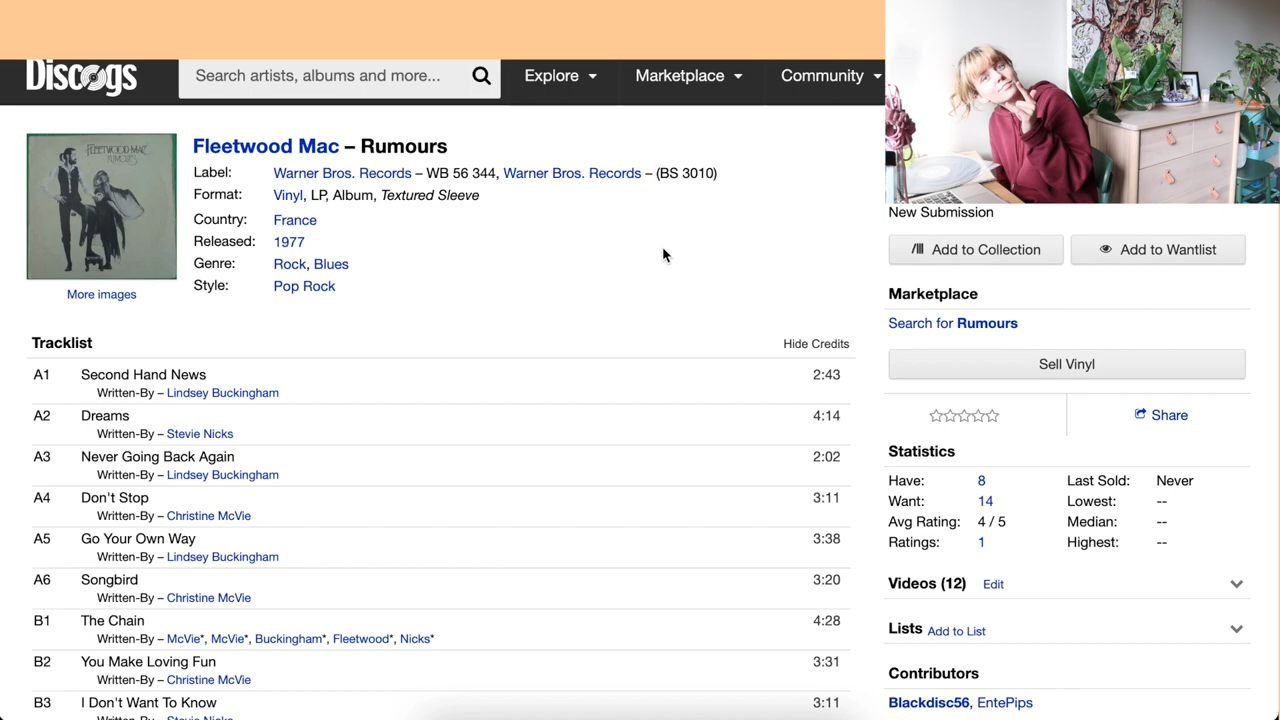 Discogs
Search artists, albums and more...
Explore
Marketplace
Community
FLEETWOOD MAC
RUMOURS
More images
Fleetwood Mac – Rumours
Label: Warner Bros. Records – WB 56 344, Warner Bros. Records – (BS 3010)
Format: Vinyl, LP, Album, Textured Sleeve
Country: France
Released: 1977
Genre: Rock, Blues
Style: Pop Rock
Tracklist
Hide Credits
A1 Second Hand News 2:43
Written-By – Lindsey Buckingham
A2 Dreams 4:14
Written-By – Stevie Nicks
A3 Never Going Back Again 2:02
Written-By – Lindsey Buckingham
A4 Don't Stop 3:11
Written-By – Christine McVie
A5 Go Your Own Way 3:38
Written-By – Lindsey Buckingham
A6 Songbird 3:20
Written-By – Christine McVie
B1 The Chain 4:28
Written-By – McVie*, McVie*, Buckingham*, Fleetwood*, Nicks*
B2 You Make Loving Fun 3:31
Written-By – Christine McVie
B3 I Don't Want To Know 3:11
Written-By – Stevie Nicks
New Submission
Add to Collection
Add to Wantlist
Marketplace
Search for Rumours
Sell Vinyl
Share
Statistics
Have: 8 Last Sold: Never
Want: 14 Lowest: --
Avg Rating: 4 / 5 Median: --
Ratings: 1 Highest: --
Videos (12) Edit
Lists Add to List
Contributors
Blackdisc56, EntePips